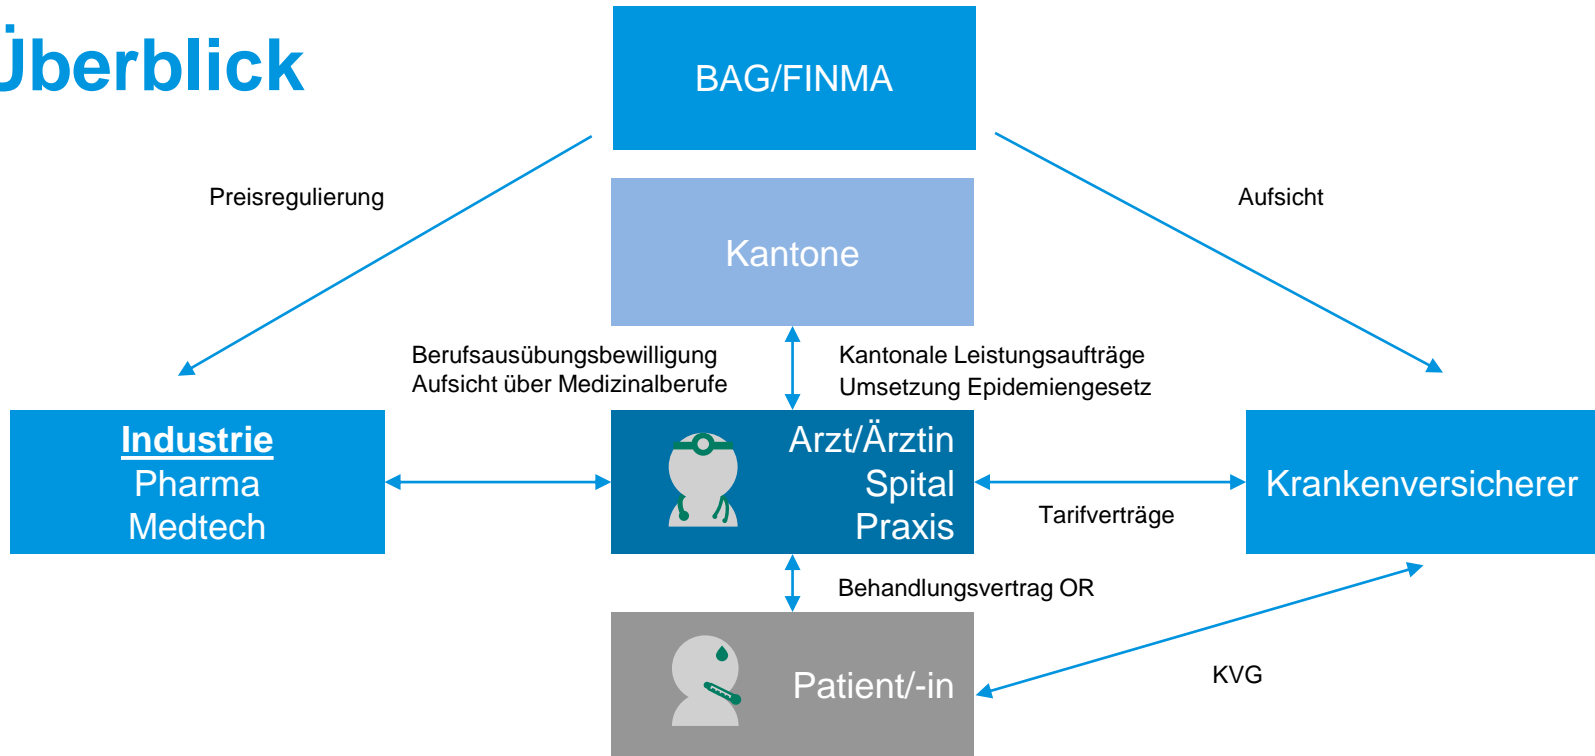 Überblick
BAG/FINMA
Preisregulierung
Aufsicht
Kantone
Berufsausübungsbewilligung
Aufsicht über Medizinalberufe
Kantonale Leistungsaufträge
Umsetzung Epidemiengesetz
Industrie
Pharma
Medtech
Arzt/Ärztin
Spital
Praxis
Krankenversicherer
Tarifverträge
Behandlungsvertrag OR
Patient/-in
KVG